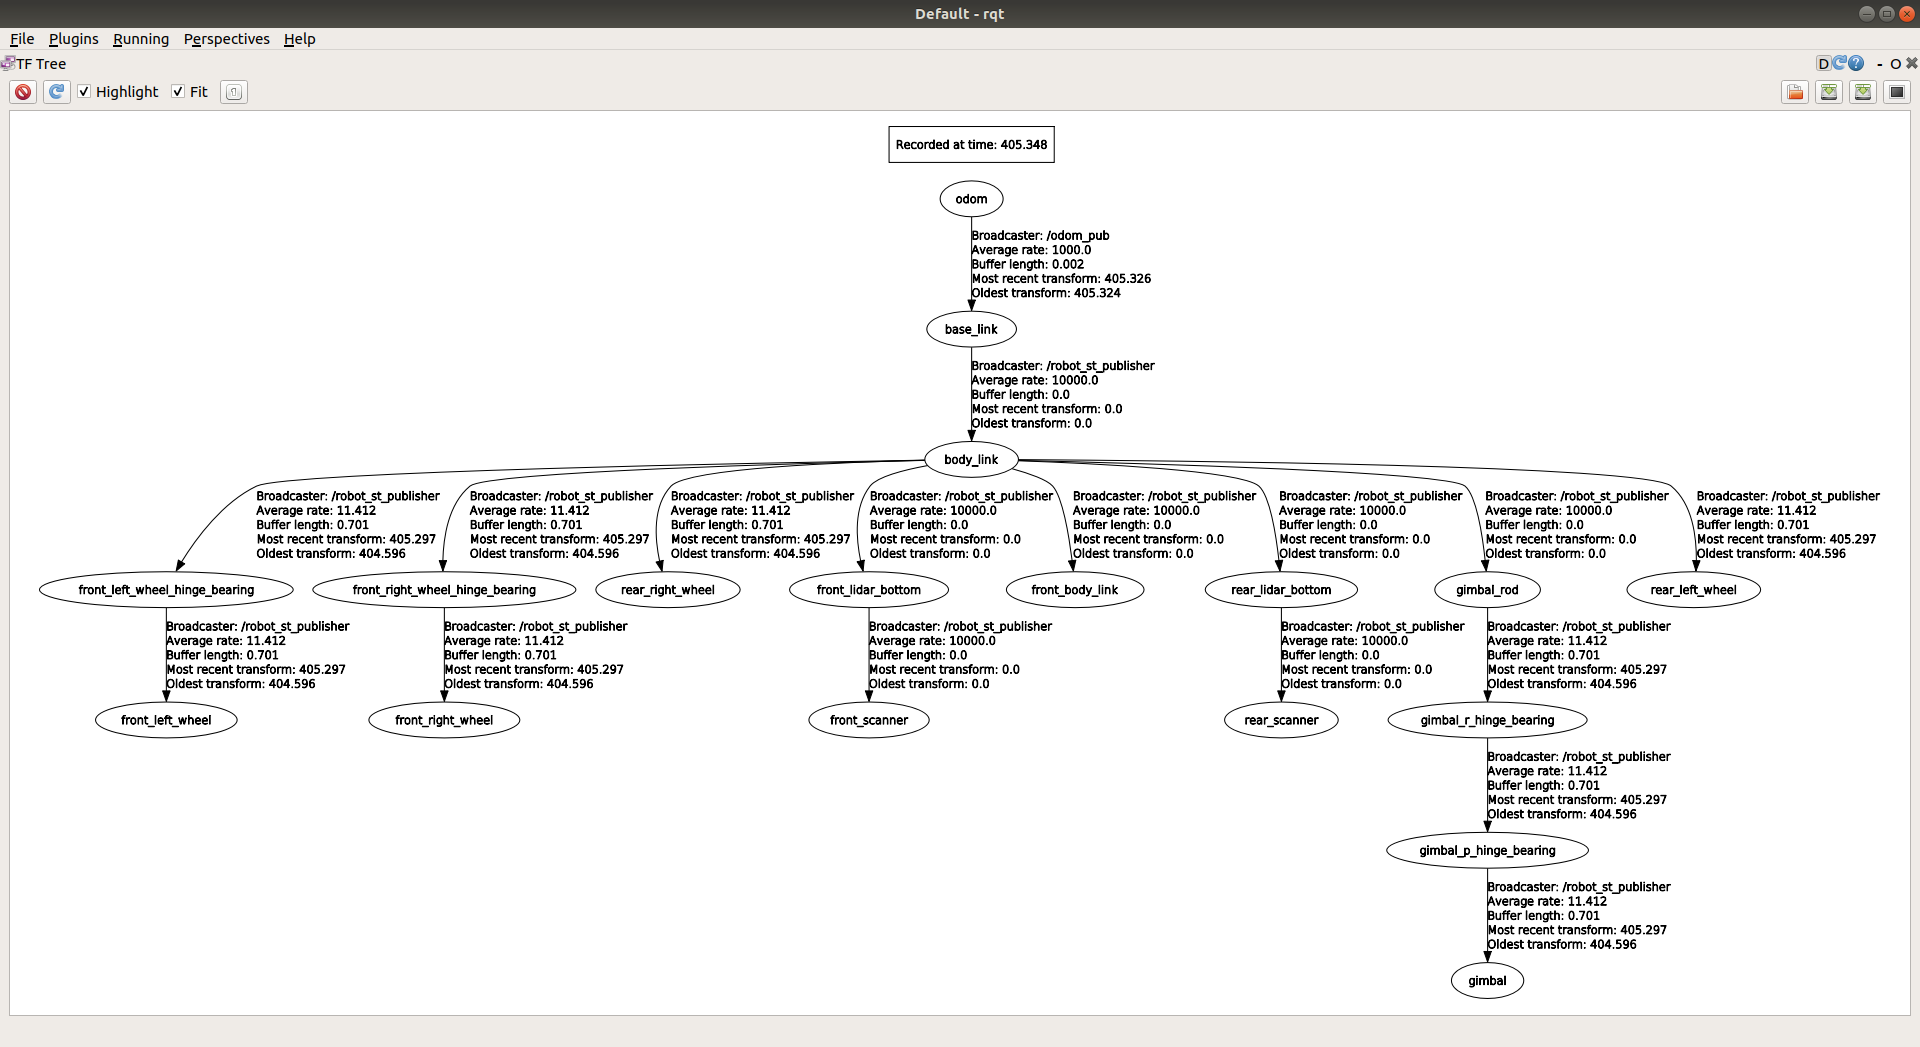 Default - rqt
File Plugins Running Perspectives Help
TF Tree
D ? - O
Highlight Fit
Recorded at time: 405.348
odom
Broadcaster: /odom_pub
Average rate: 1000.0
Buffer length: 0.002
Most recent transform: 405.326
Oldest transform: 405.324
base_link
Broadcaster: /robot_st_publisher
Average rate: 10000.0
Buffer length: 0.0
Most recent transform: 0.0
Oldest transform: 0.0
body_link
Broadcaster: /robot_st_publisher
Average rate: 11.412
Buffer length: 0.701
Most recent transform: 405.297
Oldest transform: 404.596
Broadcaster: /robot_st_publisher
Average rate: 11.412
Buffer length: 0.701
Most recent transform: 405.297
Oldest transform: 404.596
Broadcaster: /robot_st_publisher
Average rate: 11.412
Buffer length: 0.701
Most recent transform: 405.297
Oldest transform: 404.596
Broadcaster: /robot_st_publisher
Average rate: 10000.0
Buffer length: 0.0
Most recent transform: 0.0
Oldest transform: 0.0
Broadcaster: /robot_st_publisher
Average rate: 10000.0
Buffer length: 0.0
Most recent transform: 0.0
Oldest transform: 0.0
Broadcaster: /robot_st_publisher
Average rate: 10000.0
Buffer length: 0.0
Most recent transform: 0.0
Oldest transform: 0.0
Broadcaster: /robot_st_publisher
Average rate: 10000.0
Buffer length: 0.0
Most recent transform: 0.0
Oldest transform: 0.0
Broadcaster: /robot_st_publisher
Average rate: 11.412
Buffer length: 0.701
Most recent transform: 405.297
Oldest transform: 404.596
front_left_wheel_hinge_bearing
front_right_wheel_hinge_bearing
rear_right_wheel
front_lidar_bottom
front_body_link
rear_lidar_bottom
gimbal_rod
rear_left_wheel
Broadcaster: /robot_st_publisher
Average rate: 11.412
Buffer length: 0.701
Most recent transform: 405.297
Oldest transform: 404.596
Broadcaster: /robot_st_publisher
Average rate: 11.412
Buffer length: 0.701
Most recent transform: 405.297
Oldest transform: 404.596
Broadcaster: /robot_st_publisher
Average rate: 10000.0
Buffer length: 0.0
Most recent transform: 0.0
Oldest transform: 0.0
Broadcaster: /robot_st_publisher
Average rate: 10000.0
Buffer length: 0.0
Most recent transform: 0.0
Oldest transform: 0.0
Broadcaster: /robot_st_publisher
Average rate: 11.412
Buffer length: 0.701
Most recent transform: 405.297
Oldest transform: 404.596
front_left_wheel
front_right_wheel
front_scanner
rear_scanner
gimbal_r_hinge_bearing
Broadcaster: /robot_st_publisher
Average rate: 11.412
Buffer length: 0.701
Most recent transform: 405.297
Oldest transform: 404.596
gimbal_p_hinge_bearing
Broadcaster: /robot_st_publisher
Average rate: 11.412
Buffer length: 0.701
Most recent transform: 405.297
Oldest transform: 404.596
gimbal